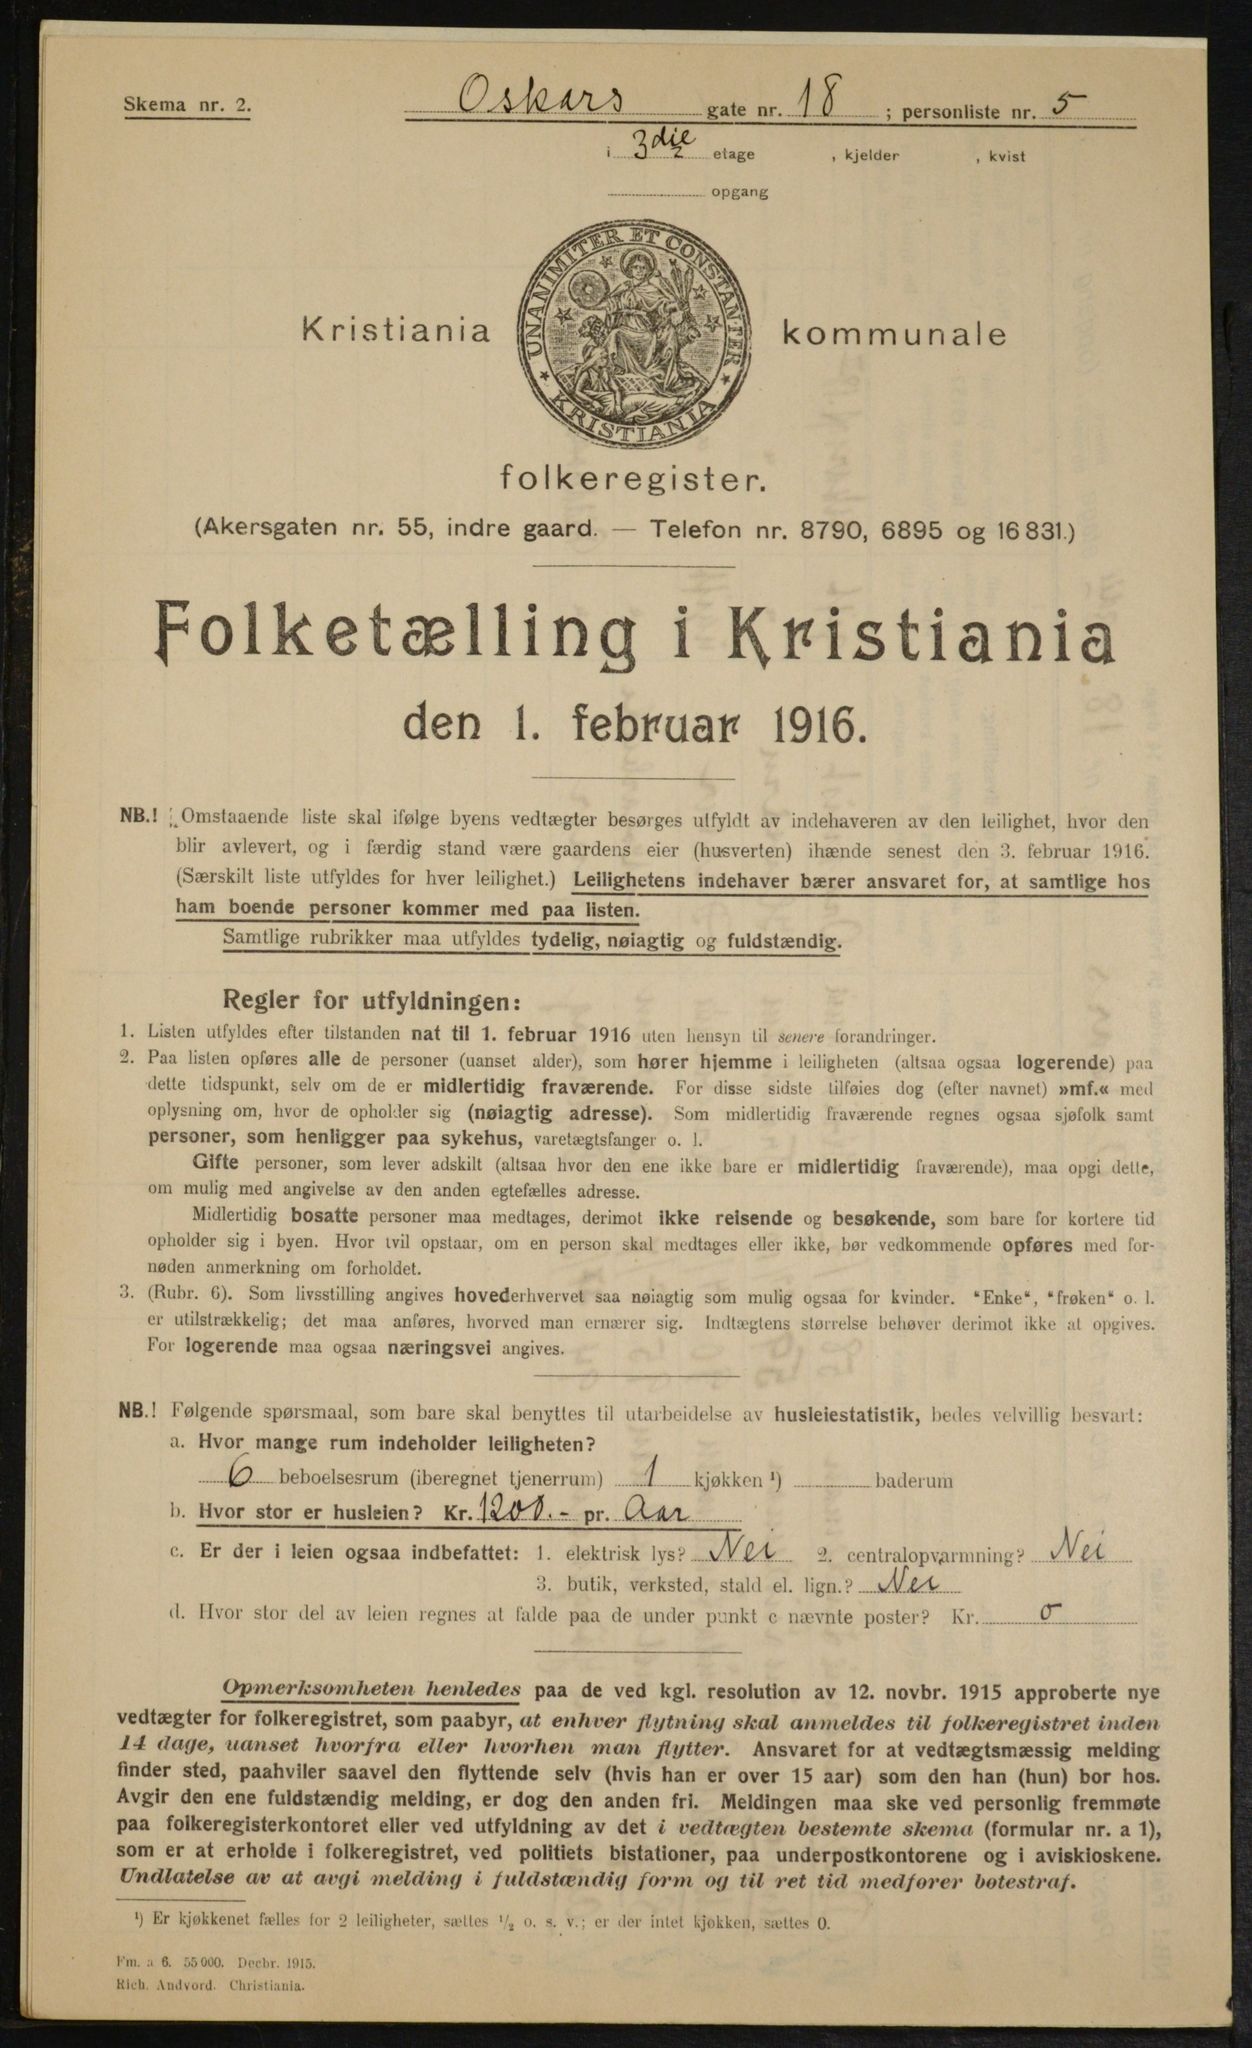 Skema nr. 2.
Oskars gate nr. 18 ; personliste nr. 5
i 3die etage , kjelder , kvist
opgang
UNANIMITER ET CONSTANTER
KRISTIANIA
Kristiania kommunale
folkeregister.
(Akersgaten nr. 55, indre gaard. — Telefon nr. 8790, 6895 og 16 831.)
Folketælling i Kristiania
den 1. februar 1916.
NB.! Omstaaende liste skal ifølge byens vedtægter besørges utfyldt av indehaveren av den leilighet, hvor den
blir avlevert, og i færdig stand være gaardens eier (husverten) ihænde senest den 3. februar 1916.
(Særskilt liste utfyldes for hver leilighet.) Leilighetens indehaver bærer ansvaret for, at samtlige hos
ham boende personer kommer med paa listen.
Samtlige rubrikker maa utfyldes tydelig, nøiagtig og fuldstændig.
Regler for utfyldningen:
1. Listen utfyldes efter tilstanden nat til 1. februar 1916 uten hensyn til senere forandringer.
2. Paa listen opføres alle de personer (uanset alder), som hører hjemme i leiligheten (altsaa ogsaa logerende) paa
dette tidspunkt, selv om de er midlertidig fraværende. For disse sidste tilføies dog (efter navnet) »mf.« med
oplysning om, hvor de opholder sig (nøiagtig adresse). Som midlertidig fraværende regnes ogsaa sjøfolk samt
personer, som henligger paa sykehus, varetægtsfanger o. l.
Gifte personer, som lever adskilt (altsaa hvor den ene ikke bare er midlertidig fraværende), maa opgi dette,
om mulig med angivelse av den anden egtefælles adresse.
Midlertidig bosatte personer maa medtages, derimot ikke reisende og besøkende, som bare for kortere tid
opholder sig i byen. Hvor tvil opstaar, om en person skal medtages eller ikke, bør vedkommende opføres med for-
nøden anmerkning om forholdet.
3. (Rubr. 6). Som livsstilling angives hovederhvervet saa nøiagtig som mulig ogsaa for kvinder. "Enke", "frøken" o. l.
er utilstrækkelig; det maa anføres, hvorved man ernærer sig. Indtægtens størrelse behøver derimot ikke at opgives.
For logerende maa ogsaa næringsvei angives.
NB.! Følgende spørsmaal, som bare skal benyttes til utarbeidelse av husleiestatistik, bedes velvillig besvart:
a. Hvor mange rum indeholder leiligheten?
6 beboelsesrum (iberegnet tjenerrum) 1 kjøkken ¹) baderum
b. Hvor stor er husleien? Kr. 1200.- pr. Aar
c. Er der i leien ogsaa indbefattet: 1. elektrisk lys? Nei 2. centralopvarmning? Nei
3. butik, verksted, stald el. lign.? Nei
d. Hvor stor del av leien regnes at falde paa de under punkt c nævnte poster? Kr. 0
Opmerksomheten henledes paa de ved kgl. resolution av 12. novbr. 1915 approberte nye
vedtægter for folkeregistret, som paabyr, at enhver flytning skal anmeldes til folkeregistret inden
14 dage, uanset hvorfra eller hvorhen man flytter. Ansvaret for at vedtægtsmæssig melding
finder sted, paahviler saavel den flyttende selv (hvis han er over 15 aar) som den han (hun) bor hos.
Avgir den ene fuldstændig melding, er dog den anden fri. Meldingen maa ske ved personlig fremmøte
paa folkeregisterkontoret eller ved utfyldning av det i vedtægten bestemte skema (formular nr. a 1),
som er at erholde i folkeregistret, ved politiets bistationer, paa underpostkontorene og i aviskioskene.
Undlatelse av at avgi melding i fuldstændig form og til ret tid medfører bøtestraf.
¹) Er kjøkkenet fælles for 2 leiligheter, sættes ½ o. s. v.; er der intet kjøkken, sættes 0.
Fm. a 6. 55 000. Decbr. 1915.
Rich. Andvord. Christiania.